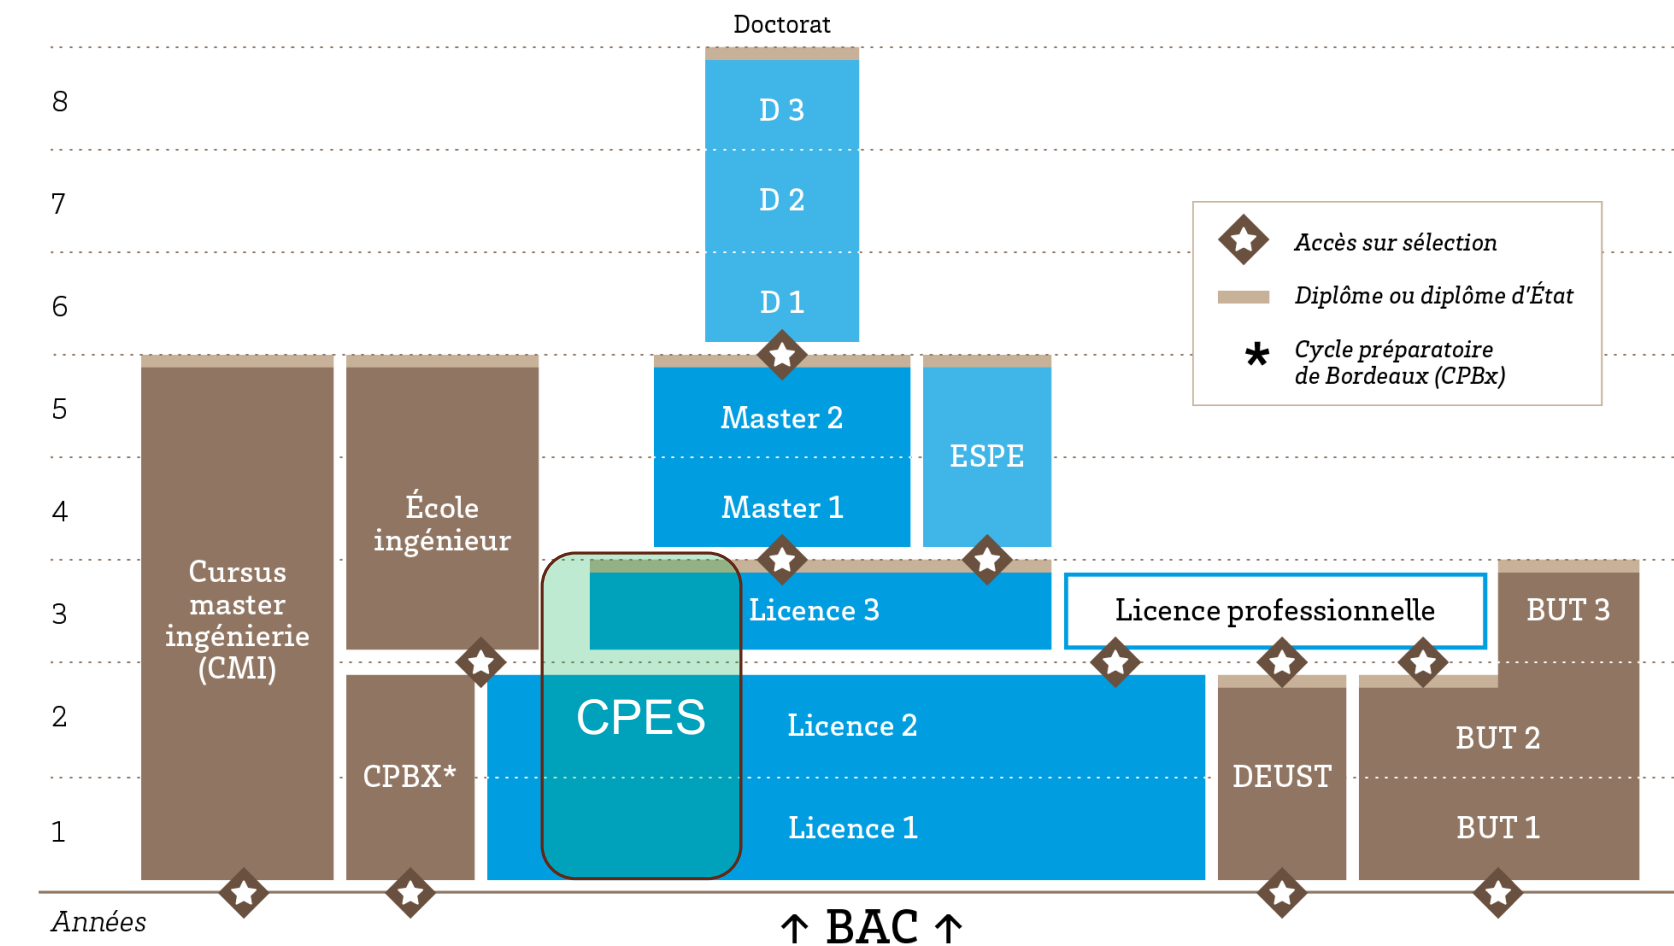 Doctorat
8
D 3
7
D 2
Accès sur sélection
Diplôme ou diplôme d'État
6
D 1
* Cycle préparatoire
de Bordeaux (CPBx)
5
Master 2
ESPE
4
École
ingénieur
Master 1
Cursus
master
ingénierie
(CMI)
3
Licence 3
Licence professionnelle
BUT 3
2
CPES
Licence 2
BUT 2
CPBX*
DEUST
1
Licence 1
BUT 1
Années
↑ BAC ↑